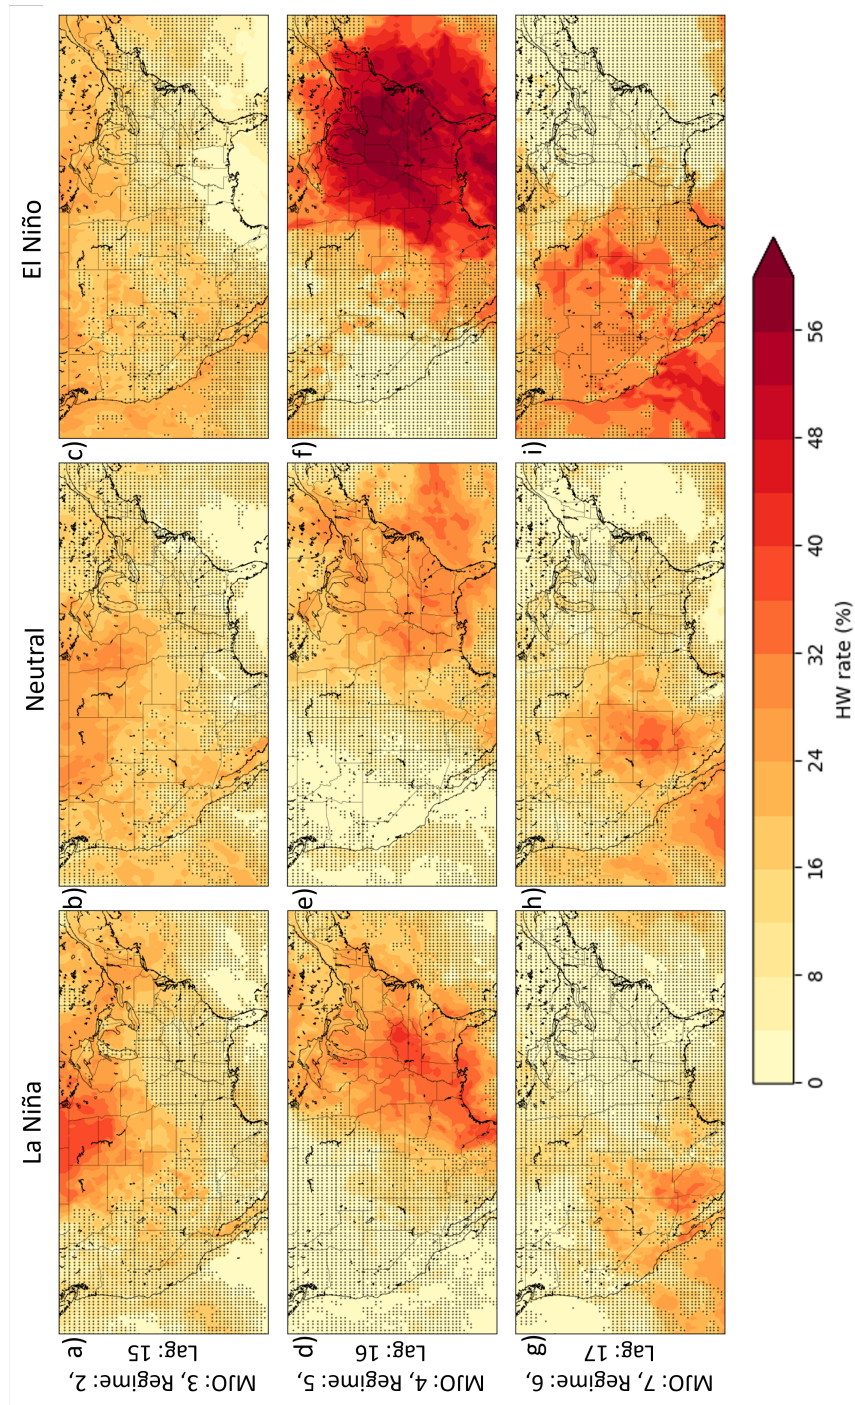 La Niña
Neutral
El Niño
MJO: 3, Regime: 2,
Lag: 15
a)
b)
c)
MJO: 4, Regime: 5,
Lag: 16
d)
e)
f)
MJO: 7, Regime: 6,
Lag: 17
g)
h)
i)
0
8
16
24
32
40
48
56
HW rate (%)